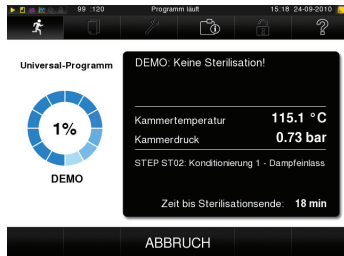 99 120 Programm läuft 15:18 24-09-2010
Universal-Programm
1%
DEMO
DEMO: Keine Sterilisation!
Kammertemperatur 115.1 °C
Kammerdruck 0.73 bar
STEP ST02: Konditionierung 1 - Dampfeinlass
Zeit bis Sterilisationsende: 18 min
ABBRUCH